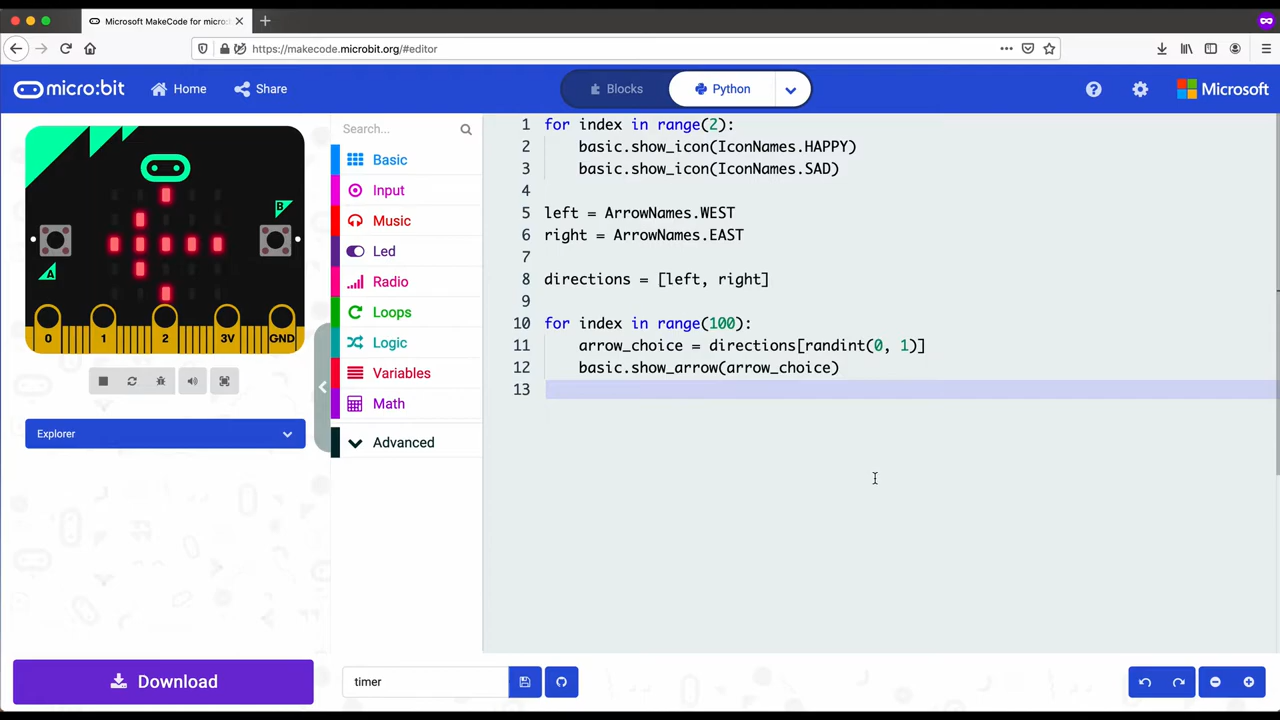 Microsoft MakeCode for micro:
https://makecode.microbit.org/#editor
micro:bit
Home
Share
Blocks
Python
Microsoft
A
B
0
1
2
3V
GND
Explorer
Search...
Basic
Input
Music
Led
Radio
Loops
Logic
Variables
Math
Advanced
1 for index in range(2):
2 basic.show_icon(IconNames.HAPPY)
3 basic.show_icon(IconNames.SAD)
4
5 left = ArrowNames.WEST
6 right = ArrowNames.EAST
7
8 directions = [left, right]
9
10 for index in range(100):
11 arrow_choice = directions[randint(0, 1)]
12 basic.show_arrow(arrow_choice)
13
Download
timer